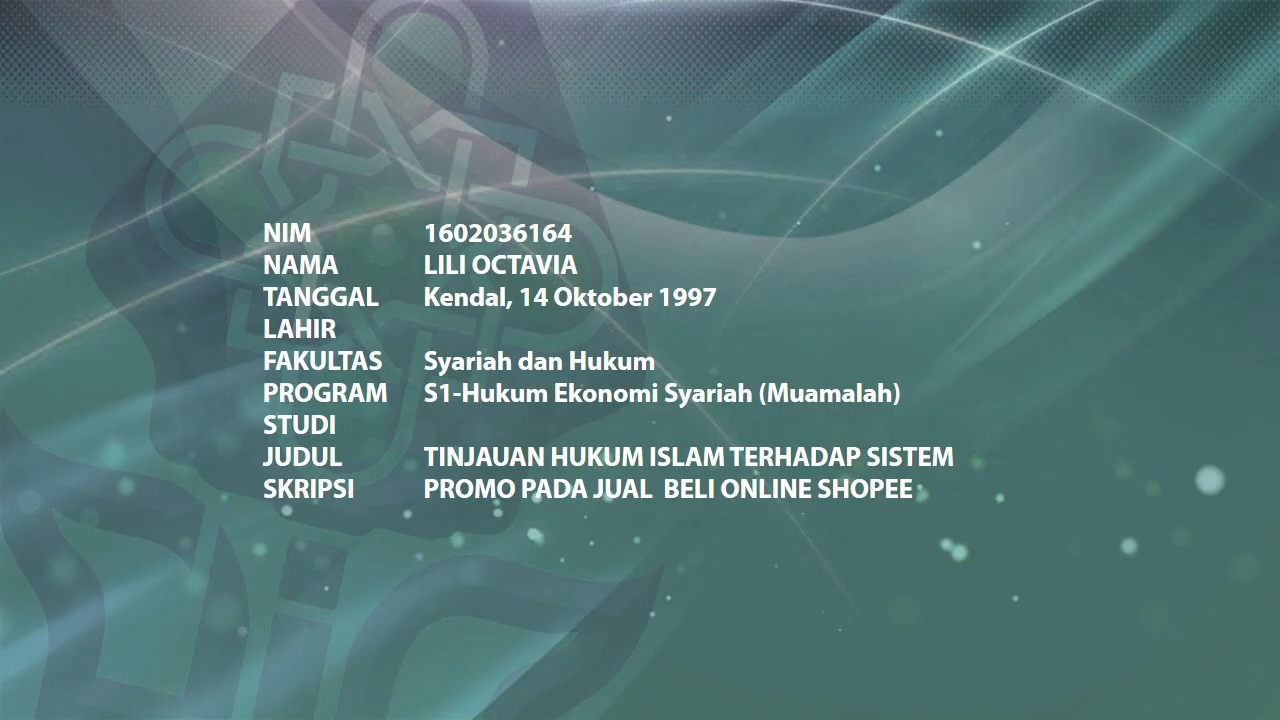 NIM 1602036164
NAMA LILI OCTAVIA
TANGGAL Kendal, 14 Oktober 1997
LAHIR
FAKULTAS Syariah dan Hukum
PROGRAM S1-Hukum Ekonomi Syariah (Muamalah)
STUDI
JUDUL TINJAUAN HUKUM ISLAM TERHADAP SISTEM
SKRIPSI PROMO PADA JUAL  BELI ONLINE SHOPEE